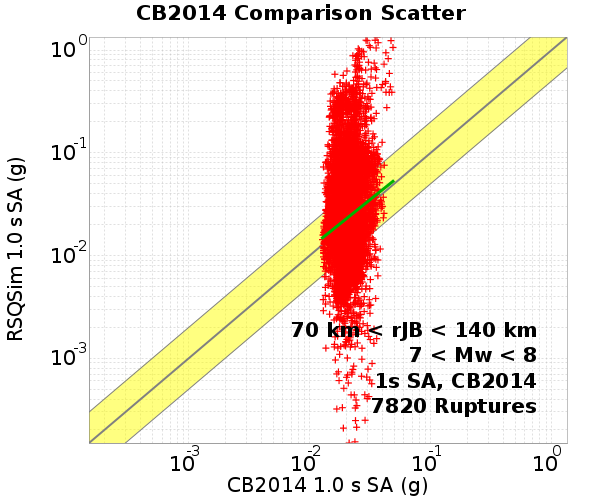 CB2014 Comparison Scatter
RSQSim 1.0 s SA (g)
10^0
10^-1
10^-2
10^-3
70 km < rJB < 140 km
7 < Mw < 8
1s SA, CB2014
7820 Ruptures
10^-3 10^-2 10^-1 10^0
CB2014 1.0 s SA (g)